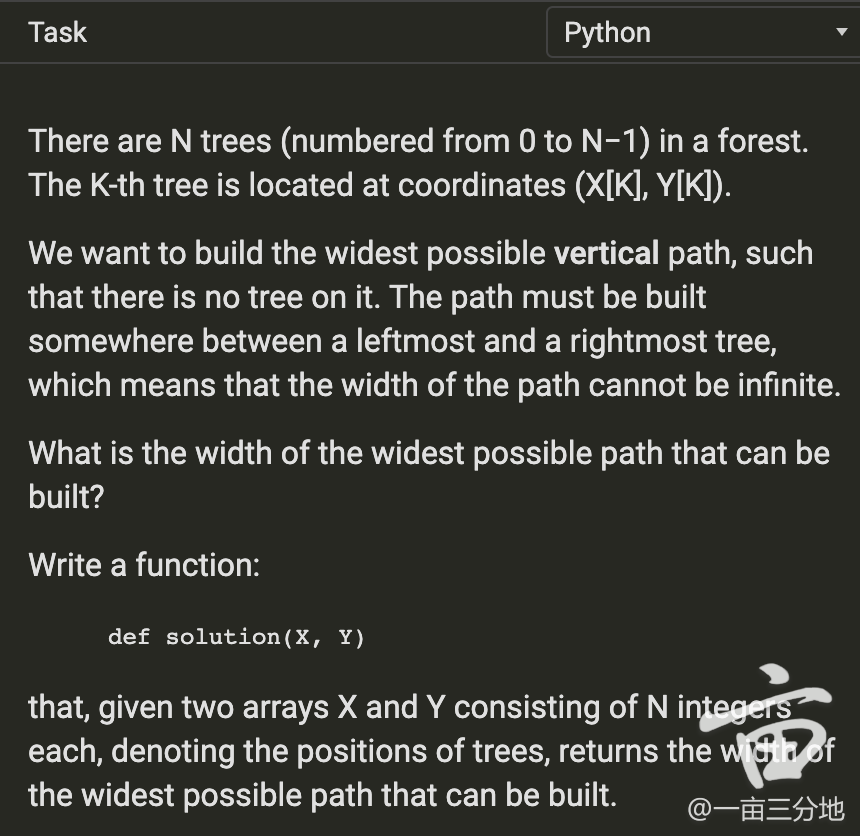 Task
Python
There are N trees (numbered from 0 to N−1) in a forest.
The K-th tree is located at coordinates (X[K], Y[K]).
We want to build the widest possible vertical path, such
that there is no tree on it. The path must be built
somewhere between a leftmost and a rightmost tree,
which means that the width of the path cannot be infinite.
What is the width of the widest possible path that can be
built?
Write a function:
def solution(X, Y)
that, given two arrays X and Y consisting of N integers
each, denoting the positions of trees, returns the width of
the widest possible path that can be built.
亩
@一亩三分地